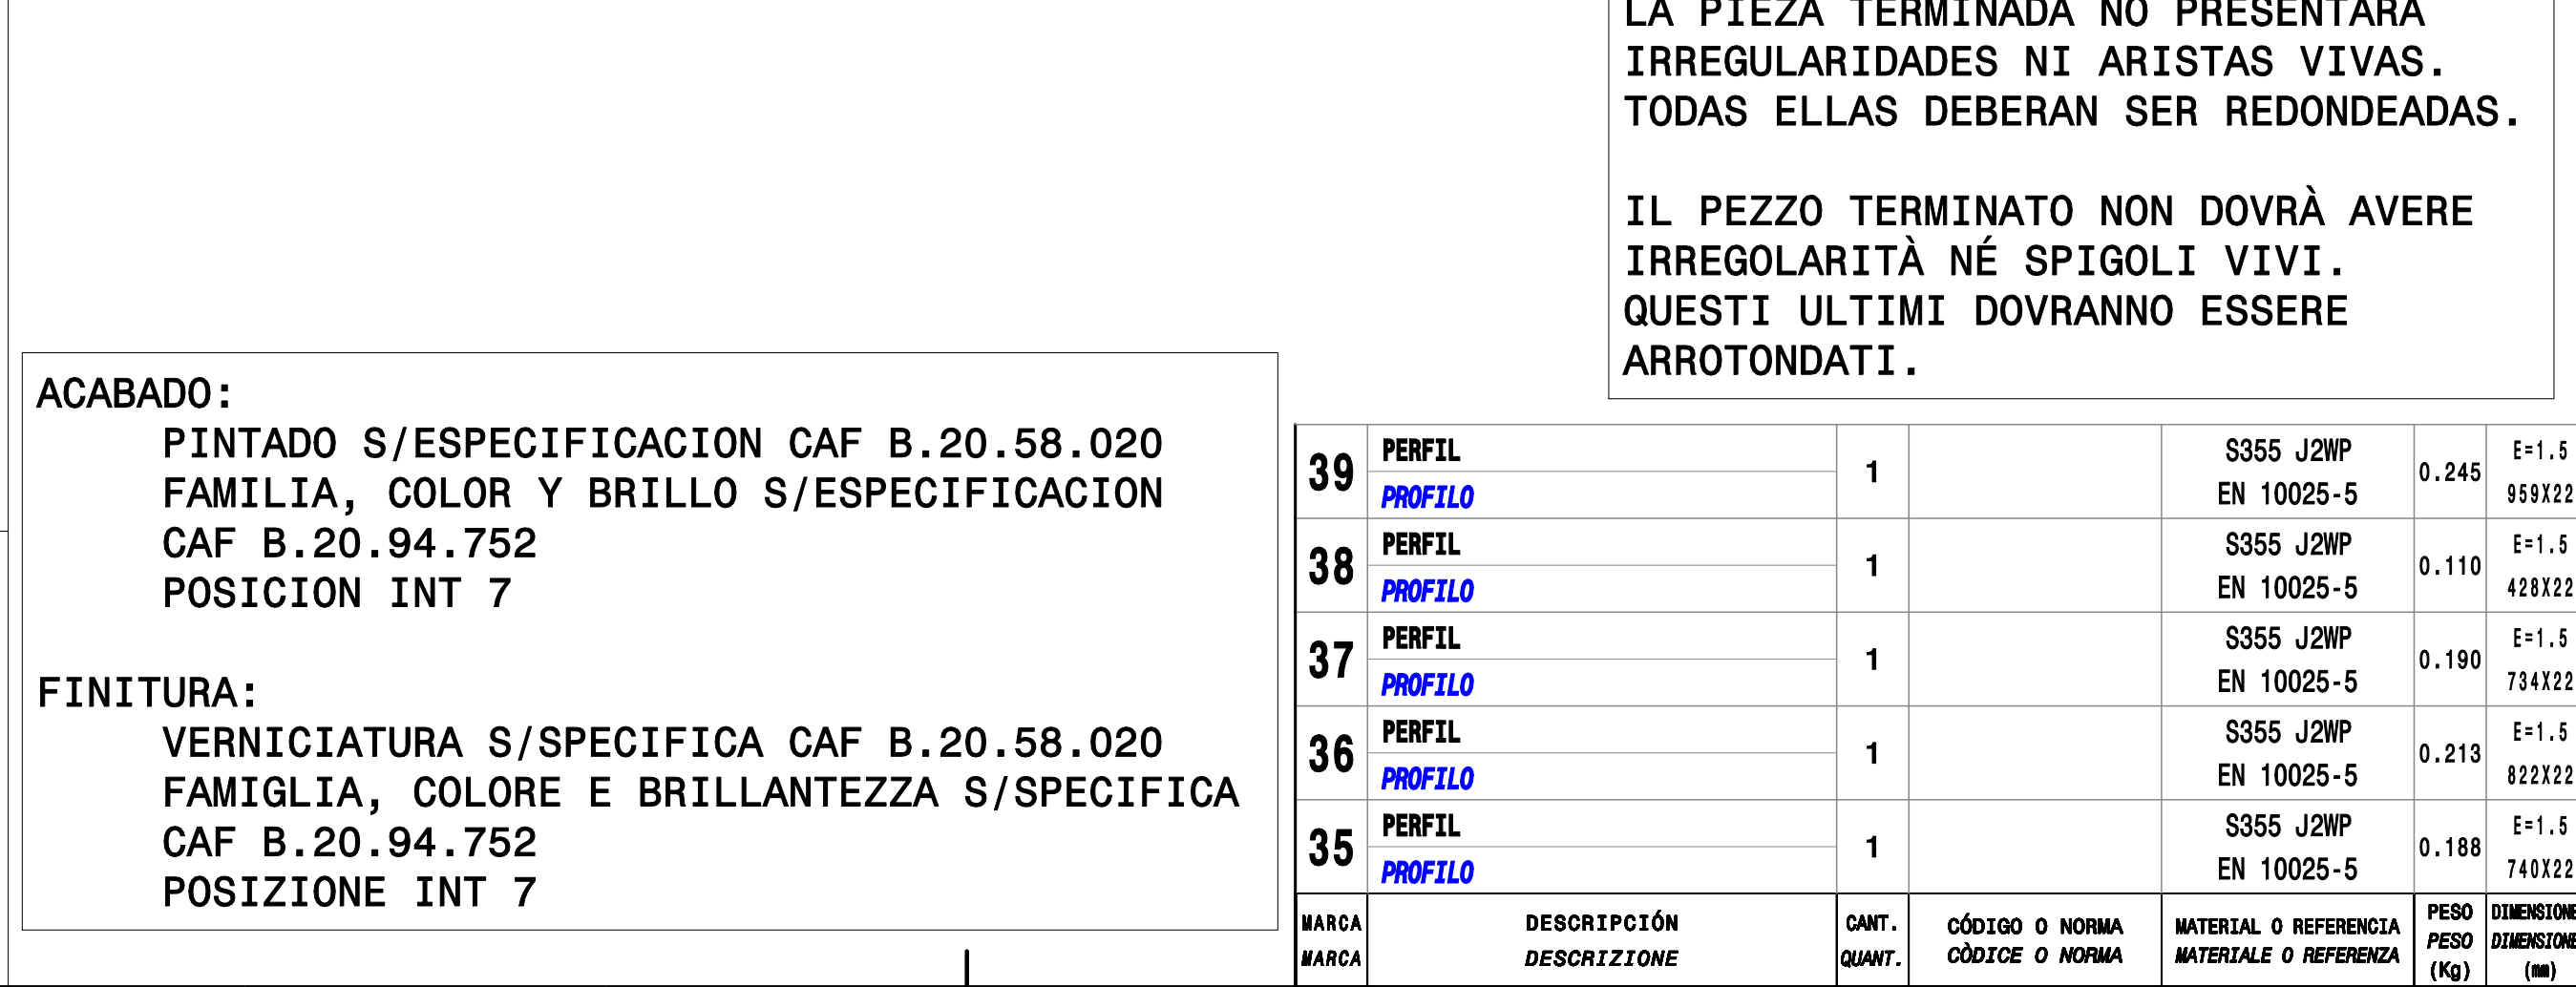 LA PIEZA TERMINADA NO PRESENTARA
IRREGULARIDADES NI ARISTAS VIVAS.
TODAS ELLAS DEBERAN SER REDONDEADAS.
IL PEZZO TERMINATO NON DOVRÀ AVERE
IRREGOLARITÀ NÉ SPIGOLI VIVI.
QUESTI ULTIMI DOVRANNO ESSERE
ARROTONDATI.
ACABADO:
PINTADO S/ESPECIFICACION CAF B.20.58.020
FAMILIA, COLOR Y BRILLO S/ESPECIFICACION
CAF B.20.94.752
POSICION INT 7
FINITURA:
VERNICIATURA S/SPECIFICA CAF B.20.58.020
FAMIGLIA, COLORE E BRILLANTEZZA S/SPECIFICA
CAF B.20.94.752
POSIZIONE INT 7
39 PERFIL 1 S355 J2WP 0.245 E=1.5
PROFILO EN 10025-5 959X22
38 PERFIL 1 S355 J2WP 0.110 E=1.5
PROFILO EN 10025-5 428X22
37 PERFIL 1 S355 J2WP 0.190 E=1.5
PROFILO EN 10025-5 734X22
36 PERFIL 1 S355 J2WP 0.213 E=1.5
PROFILO EN 10025-5 822X22
35 PERFIL 1 S355 J2WP 0.188 E=1.5
PROFILO EN 10025-5 740X22
MARCA DESCRIPCIÓN CANT. CÓDIGO O NORMA MATERIAL O REFERENCIA PESO DIMENSIONE
MARCA DESCRIZIONE QUANT. CÒDICE O NORMA MATERIALE O REFERENZA PESO DIMENSIONE
(Kg) (mm)